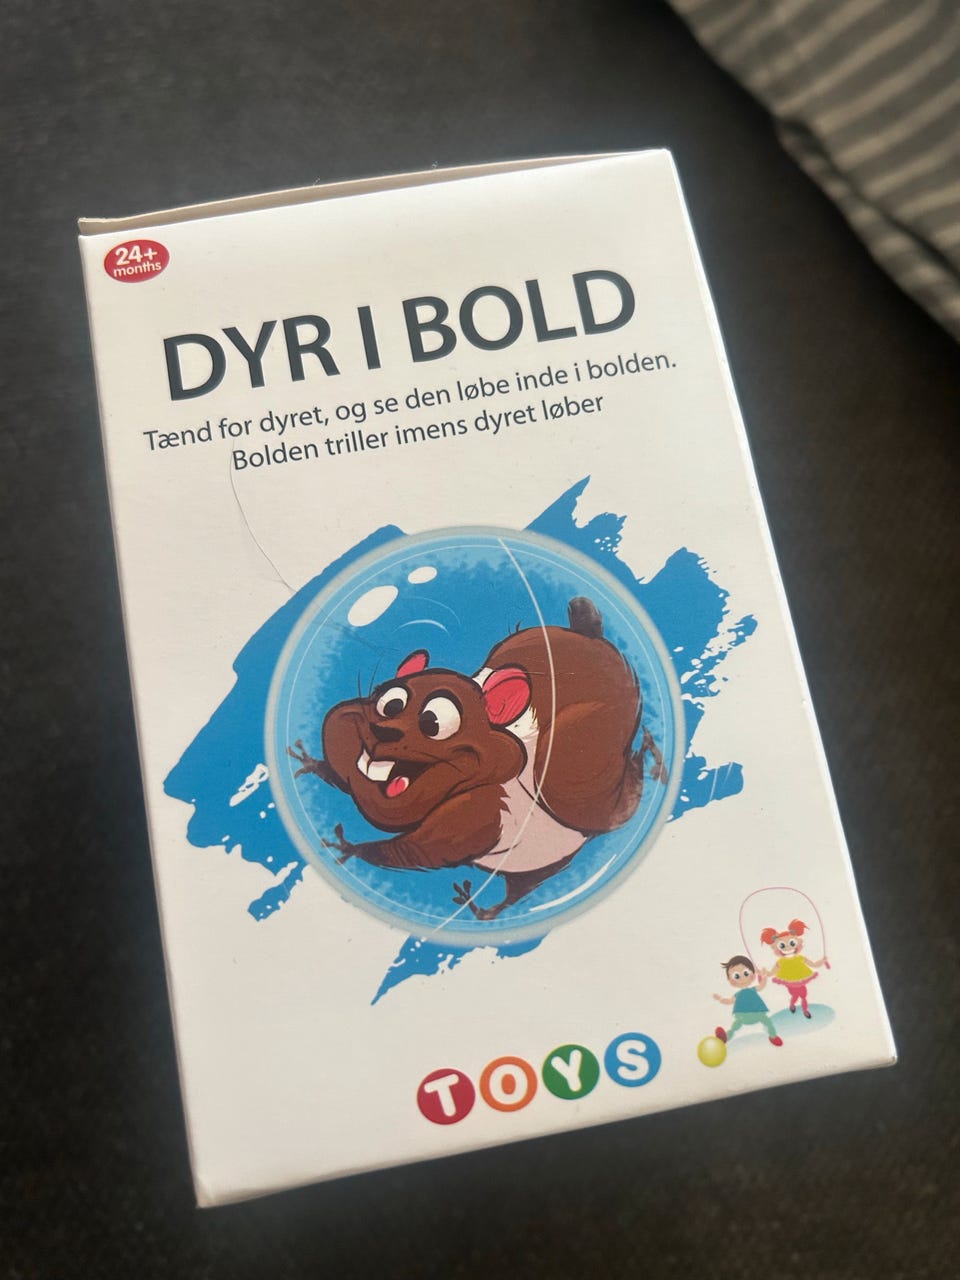 24+
months
DYR I BOLD
Tænd for dyret, og se den løbe inde i bolden.
Bolden triller imens dyret løber
TOYS